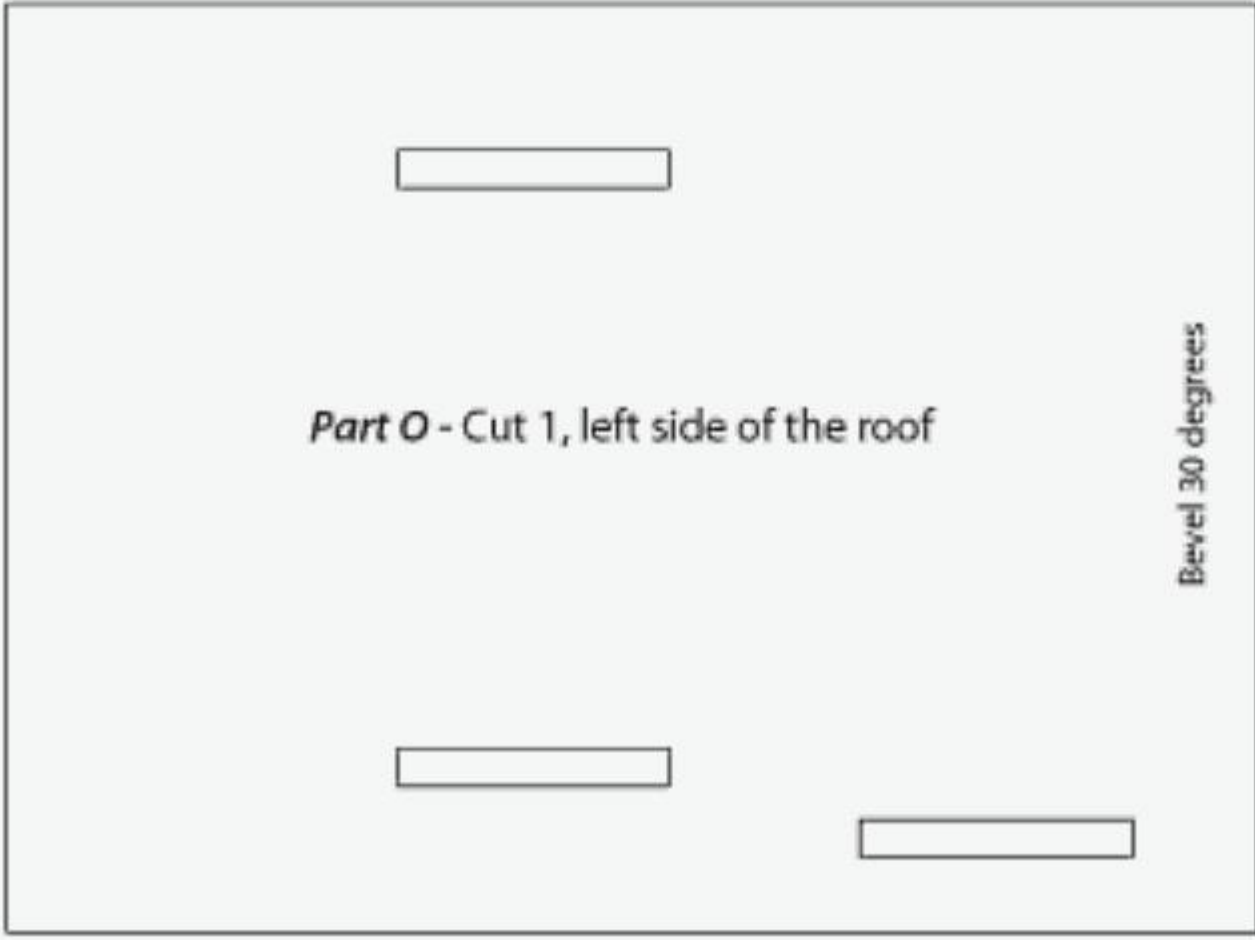 Part O - Cut 1, left side of the roof
Bevel 30 degrees